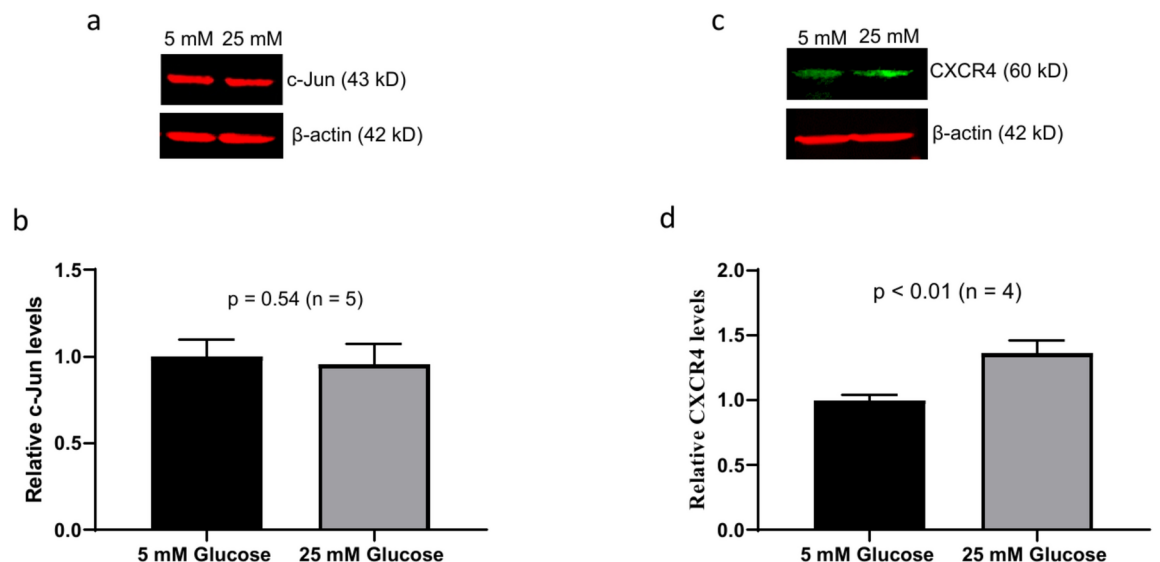 a
5 mM 25 mM
c-Jun (43 kD)
β-actin (42 kD)
b
1.5
1.0
0.5
0.0
Relative c-Jun levels
p = 0.54 (n = 5)
5 mM Glucose 25 mM Glucose
c
5 mM 25 mM
CXCR4 (60 kD)
β-actin (42 kD)
d
2.0
1.5
1.0
0.5
0.0
Relative CXCR4 levels
p < 0.01 (n = 4)
5 mM Glucose 25 mM Glucose